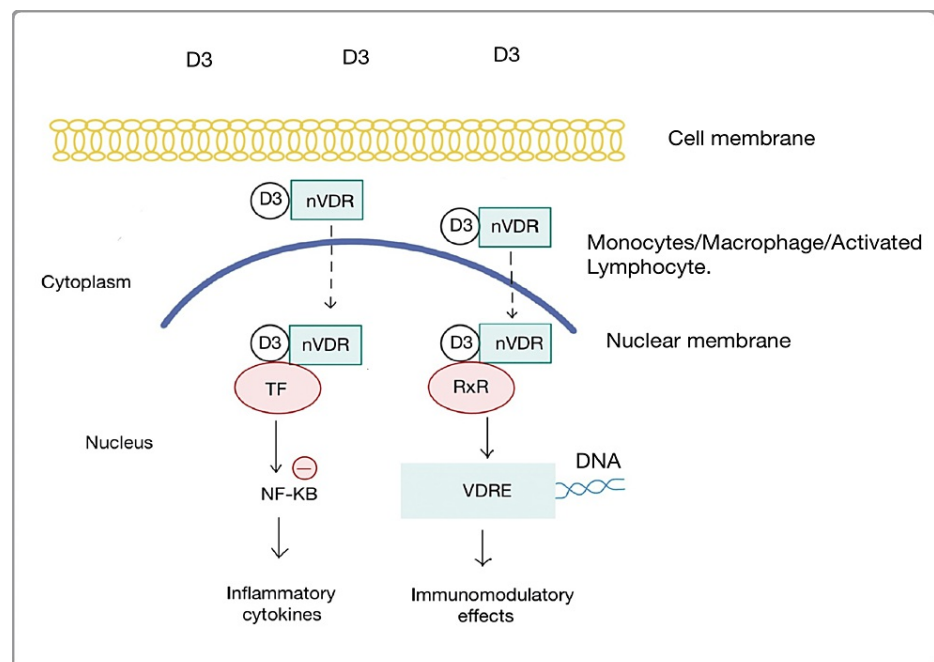 D3 D3 D3
Cell membrane
D3 nVDR
D3 nVDR
Monocytes/Macrophage/Activated
Lymphocyte.
Cytoplasm
D3 nVDR
D3 nVDR
Nuclear membrane
TF
RxR
Nucleus
DNA
−
NF-KB
VDRE
Inflammatory
cytokines
Immunomodulatory
effects